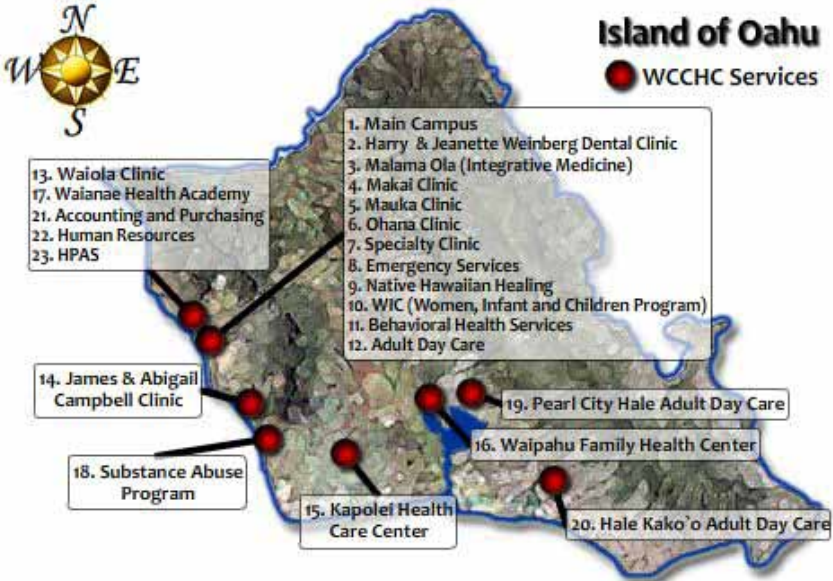 N
W E
S
Island of Oahu
WCCHC Services
1. Main Campus
2. Harry & Jeanette Weinberg Dental Clinic
3. Malama Ola (Integrative Medicine)
4. Makai Clinic
5. Mauka Clinic
6. Ohana Clinic
7. Specialty Clinic
8. Emergency Services
9. Native Hawaiian Healing
10. WIC (Women, Infant and Children Program)
11. Behavioral Health Services
12. Adult Day Care
13. Waiola Clinic
17. Waianae Health Academy
21. Accounting and Purchasing
22. Human Resources
23. HPAS
14. James & Abigail
Campbell Clinic
19. Pearl City Hale Adult Day Care
16. Waipahu Family Health Center
18. Substance Abuse
Program
15. Kapolei Health
Care Center
20. Hale Kako`o Adult Day Care